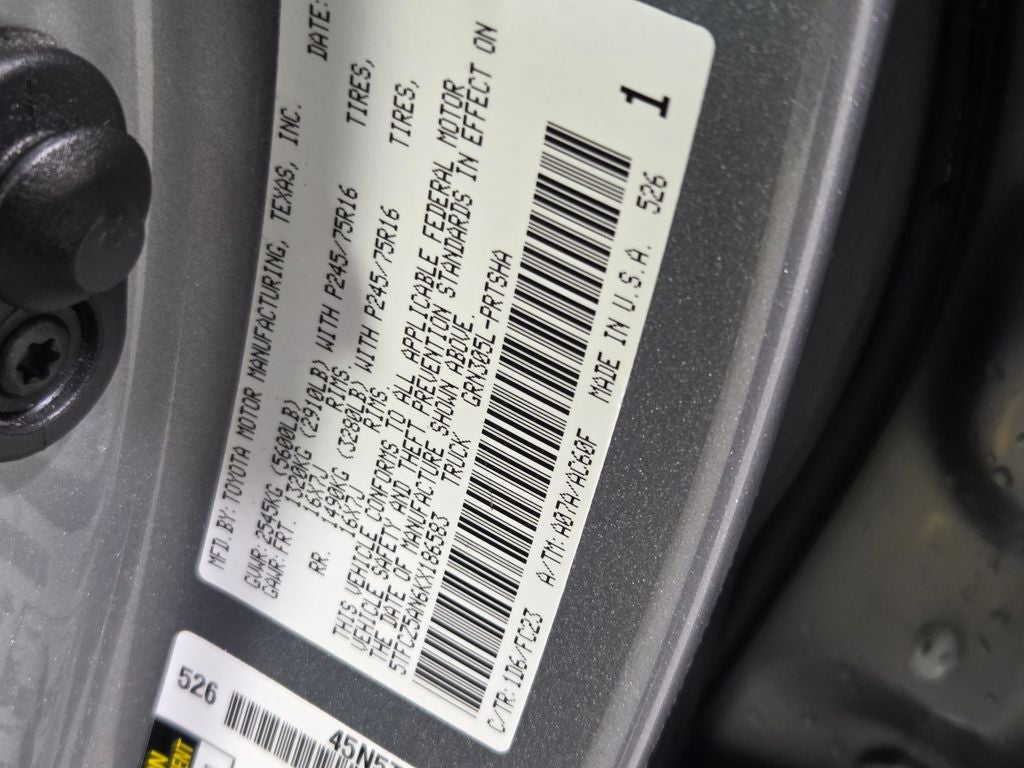 MFD.BY: TOYOTA MOTOR MANUFACTURING, TEXAS, INC. DATE:
GVWR: 2545KG (5600LB)
GAWR:FRT. 1320KG (2910LB) WITH P245/75R16 TIRES,
16X7J RIMS,
RR. 1490KG (3280LB) WITH P245/75R16 TIRES,
16X7J RIMS,
THIS VEHICLE CONFORMS TO ALL APPLICABLE FEDERAL MOTOR
VEHICLE SAFETY AND THEFT PREVENTION STANDARDS IN EFFECT ON
THE DATE OF MANUFACTURE SHOWN ABOVE.
5TFCZ5AN6KX186583 TRUCK GRN305L-PRTSHA
1
C/TR:1D6/FC23 A/TM:A07A/AC60F MADE IN U.S.A. 526
526